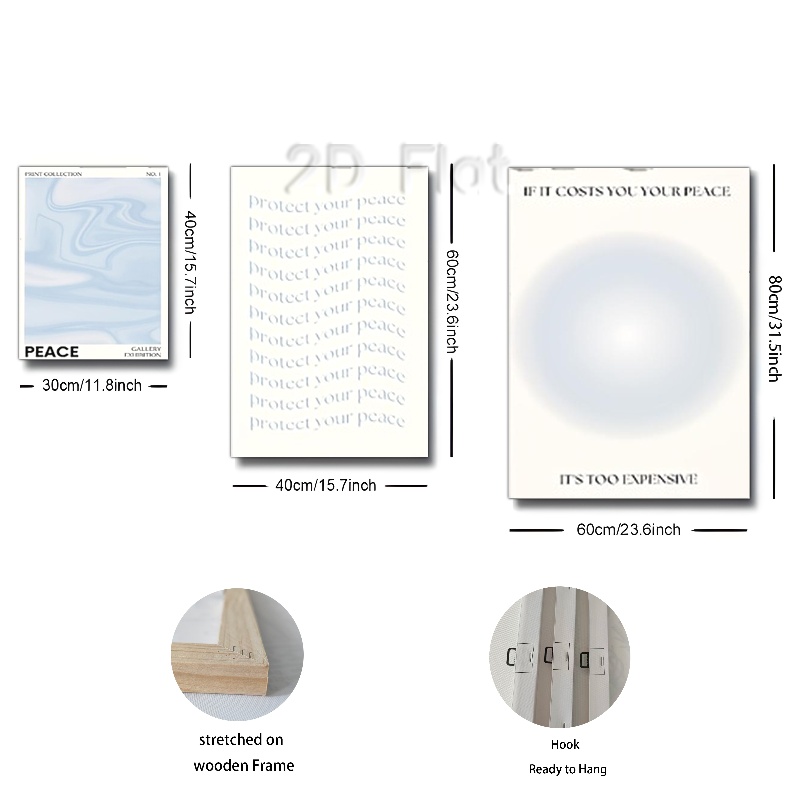 2D Flat
PRINT COLLECTION
NO. 1
PEACE
GALLERY
EXHIBITION
40cm/15.7inch
30cm/11.8inch
protect your peace
protect your peace
protect your peace
protect your peace
protect your peace
protect your peace
protect your peace
protect your peace
protect your peace
protect your peace
protect your peace
60cm/23.6inch
40cm/15.7inch
IF IT COSTS YOU YOUR PEACE
IT'S TOO EXPENSIVE
80cm/31.5inch
60cm/23.6inch
stretched on
wooden Frame
Hook
Ready to Hang